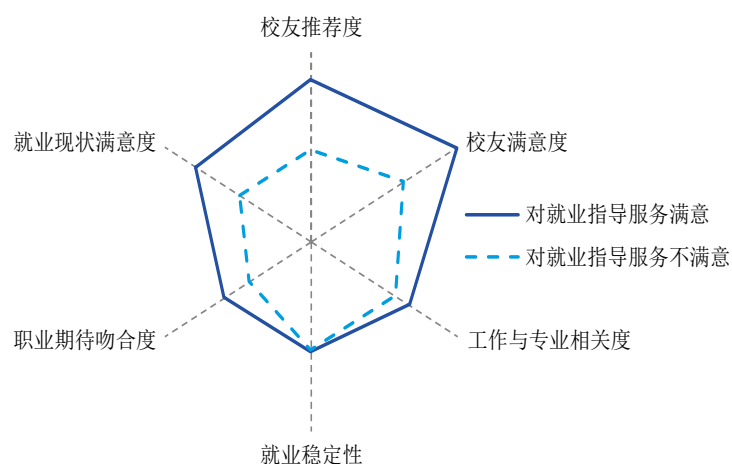 校友推荐度
就业现状满意度
校友满意度
对就业指导服务满意
对就业指导服务不满意
职业期待吻合度
工作与专业相关度
就业稳定性